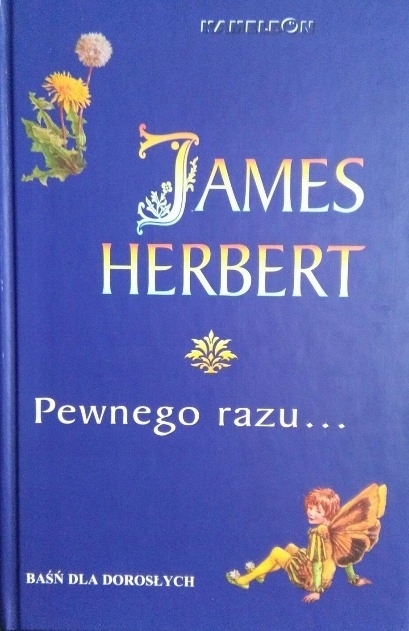 KAMELEON
JAMES
HERBERT
Pewnego razu...
BAŚŃ DLA DOROSŁYCH